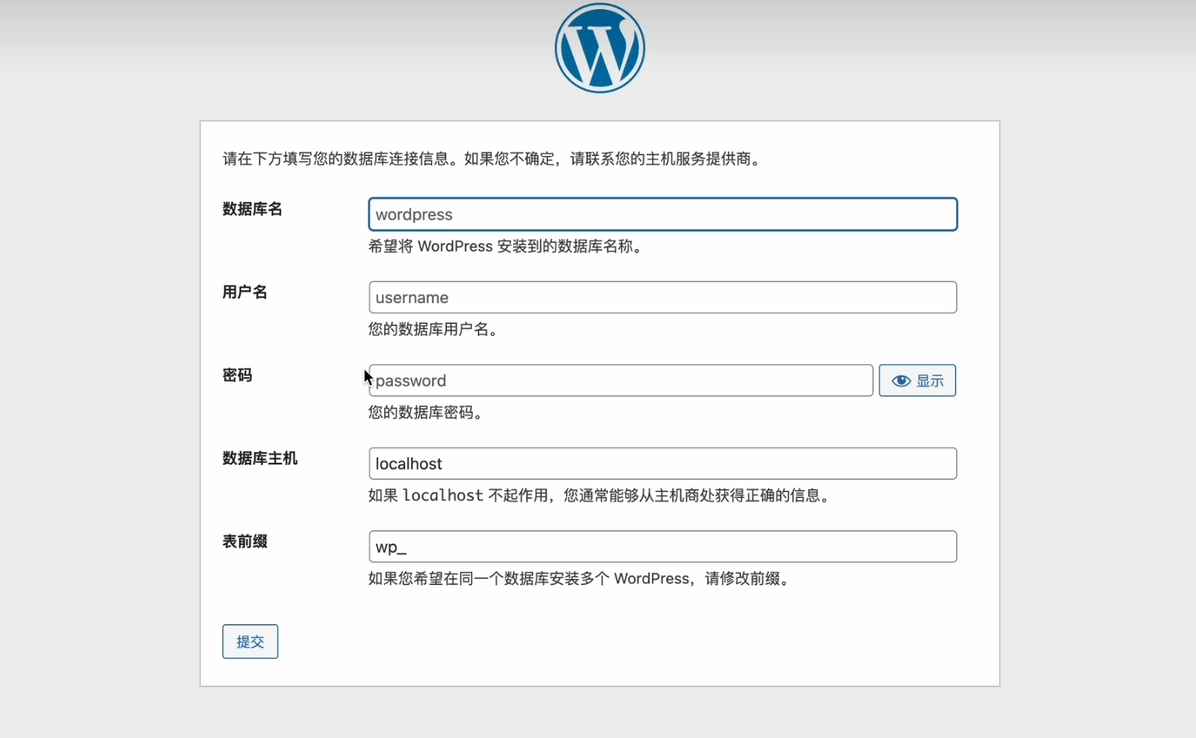 请在下方填写您的数据库连接信息。如果您不确定，请联系您的主机服务提供商。
数据库名
wordpress
希望将 WordPress 安装到的数据库名称。
用户名
username
您的数据库用户名。
密码
password
显示
您的数据库密码。
数据库主机
localhost
如果 localhost 不起作用，您通常能够从主机商处获得正确的信息。
表前缀
wp_
如果您希望在同一个数据库安装多个 WordPress，请修改前缀。
提交